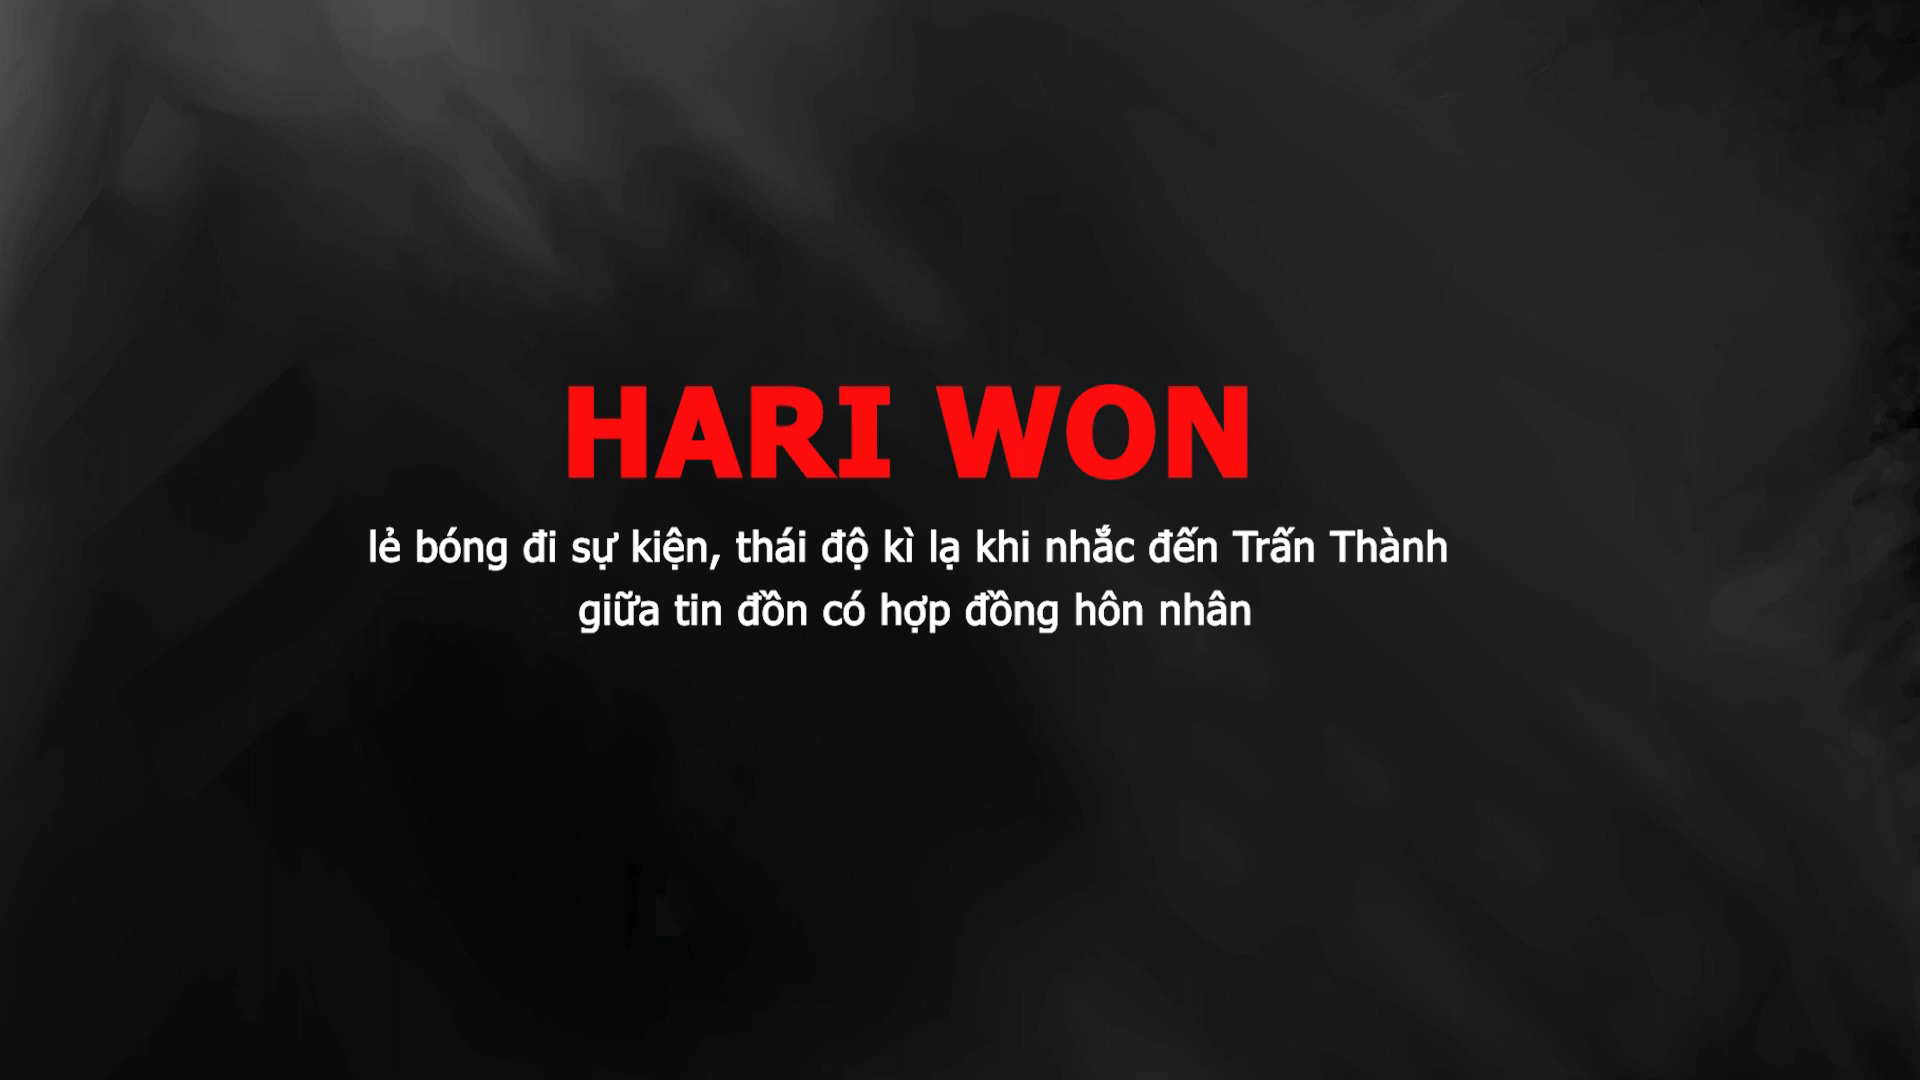 HARI WON
lẻ bóng đi sự kiện, thái độ kì lạ khi nhắc đến Trấn Thành
giữa tin đồn có hợp đồng hôn nhân